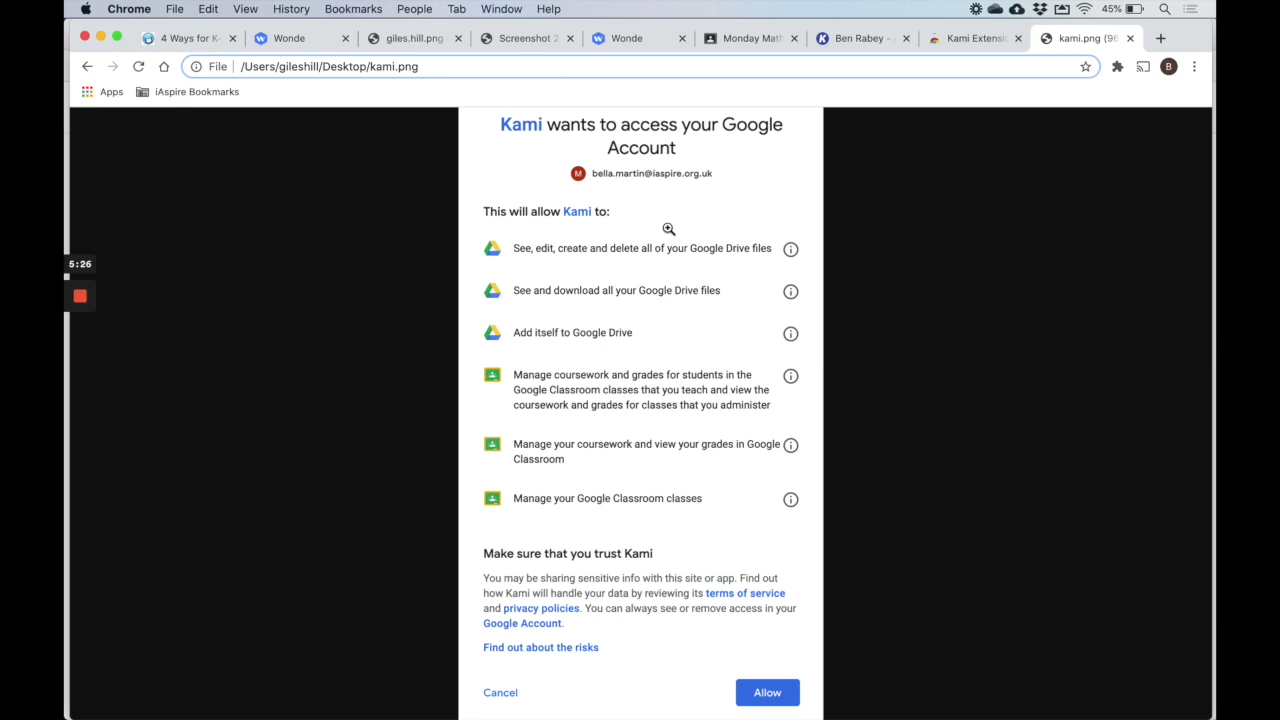 Chrome File Edit View History Bookmarks People Tab Window Help 45%
4 Ways for K Wonde giles.hill.png Screenshot 2 Wonde Monday Math Ben Rabey - Kami Extensio kami.png (96
File /Users/gileshill/Desktop/kami.png B
Apps iAspire Bookmarks
Kami wants to access your Google
Account
M bella.martin@iaspire.org.uk
This will allow Kami to:
See, edit, create and delete all of your Google Drive files
5:26
See and download all your Google Drive files
Add itself to Google Drive
Manage coursework and grades for students in the
Google Classroom classes that you teach and view the
coursework and grades for classes that you administer
Manage your coursework and view your grades in Google
Classroom
Manage your Google Classroom classes
Make sure that you trust Kami
You may be sharing sensitive info with this site or app. Find out
how Kami will handle your data by reviewing its terms of service
and privacy policies. You can always see or remove access in your
Google Account.
Find out about the risks
Cancel Allow